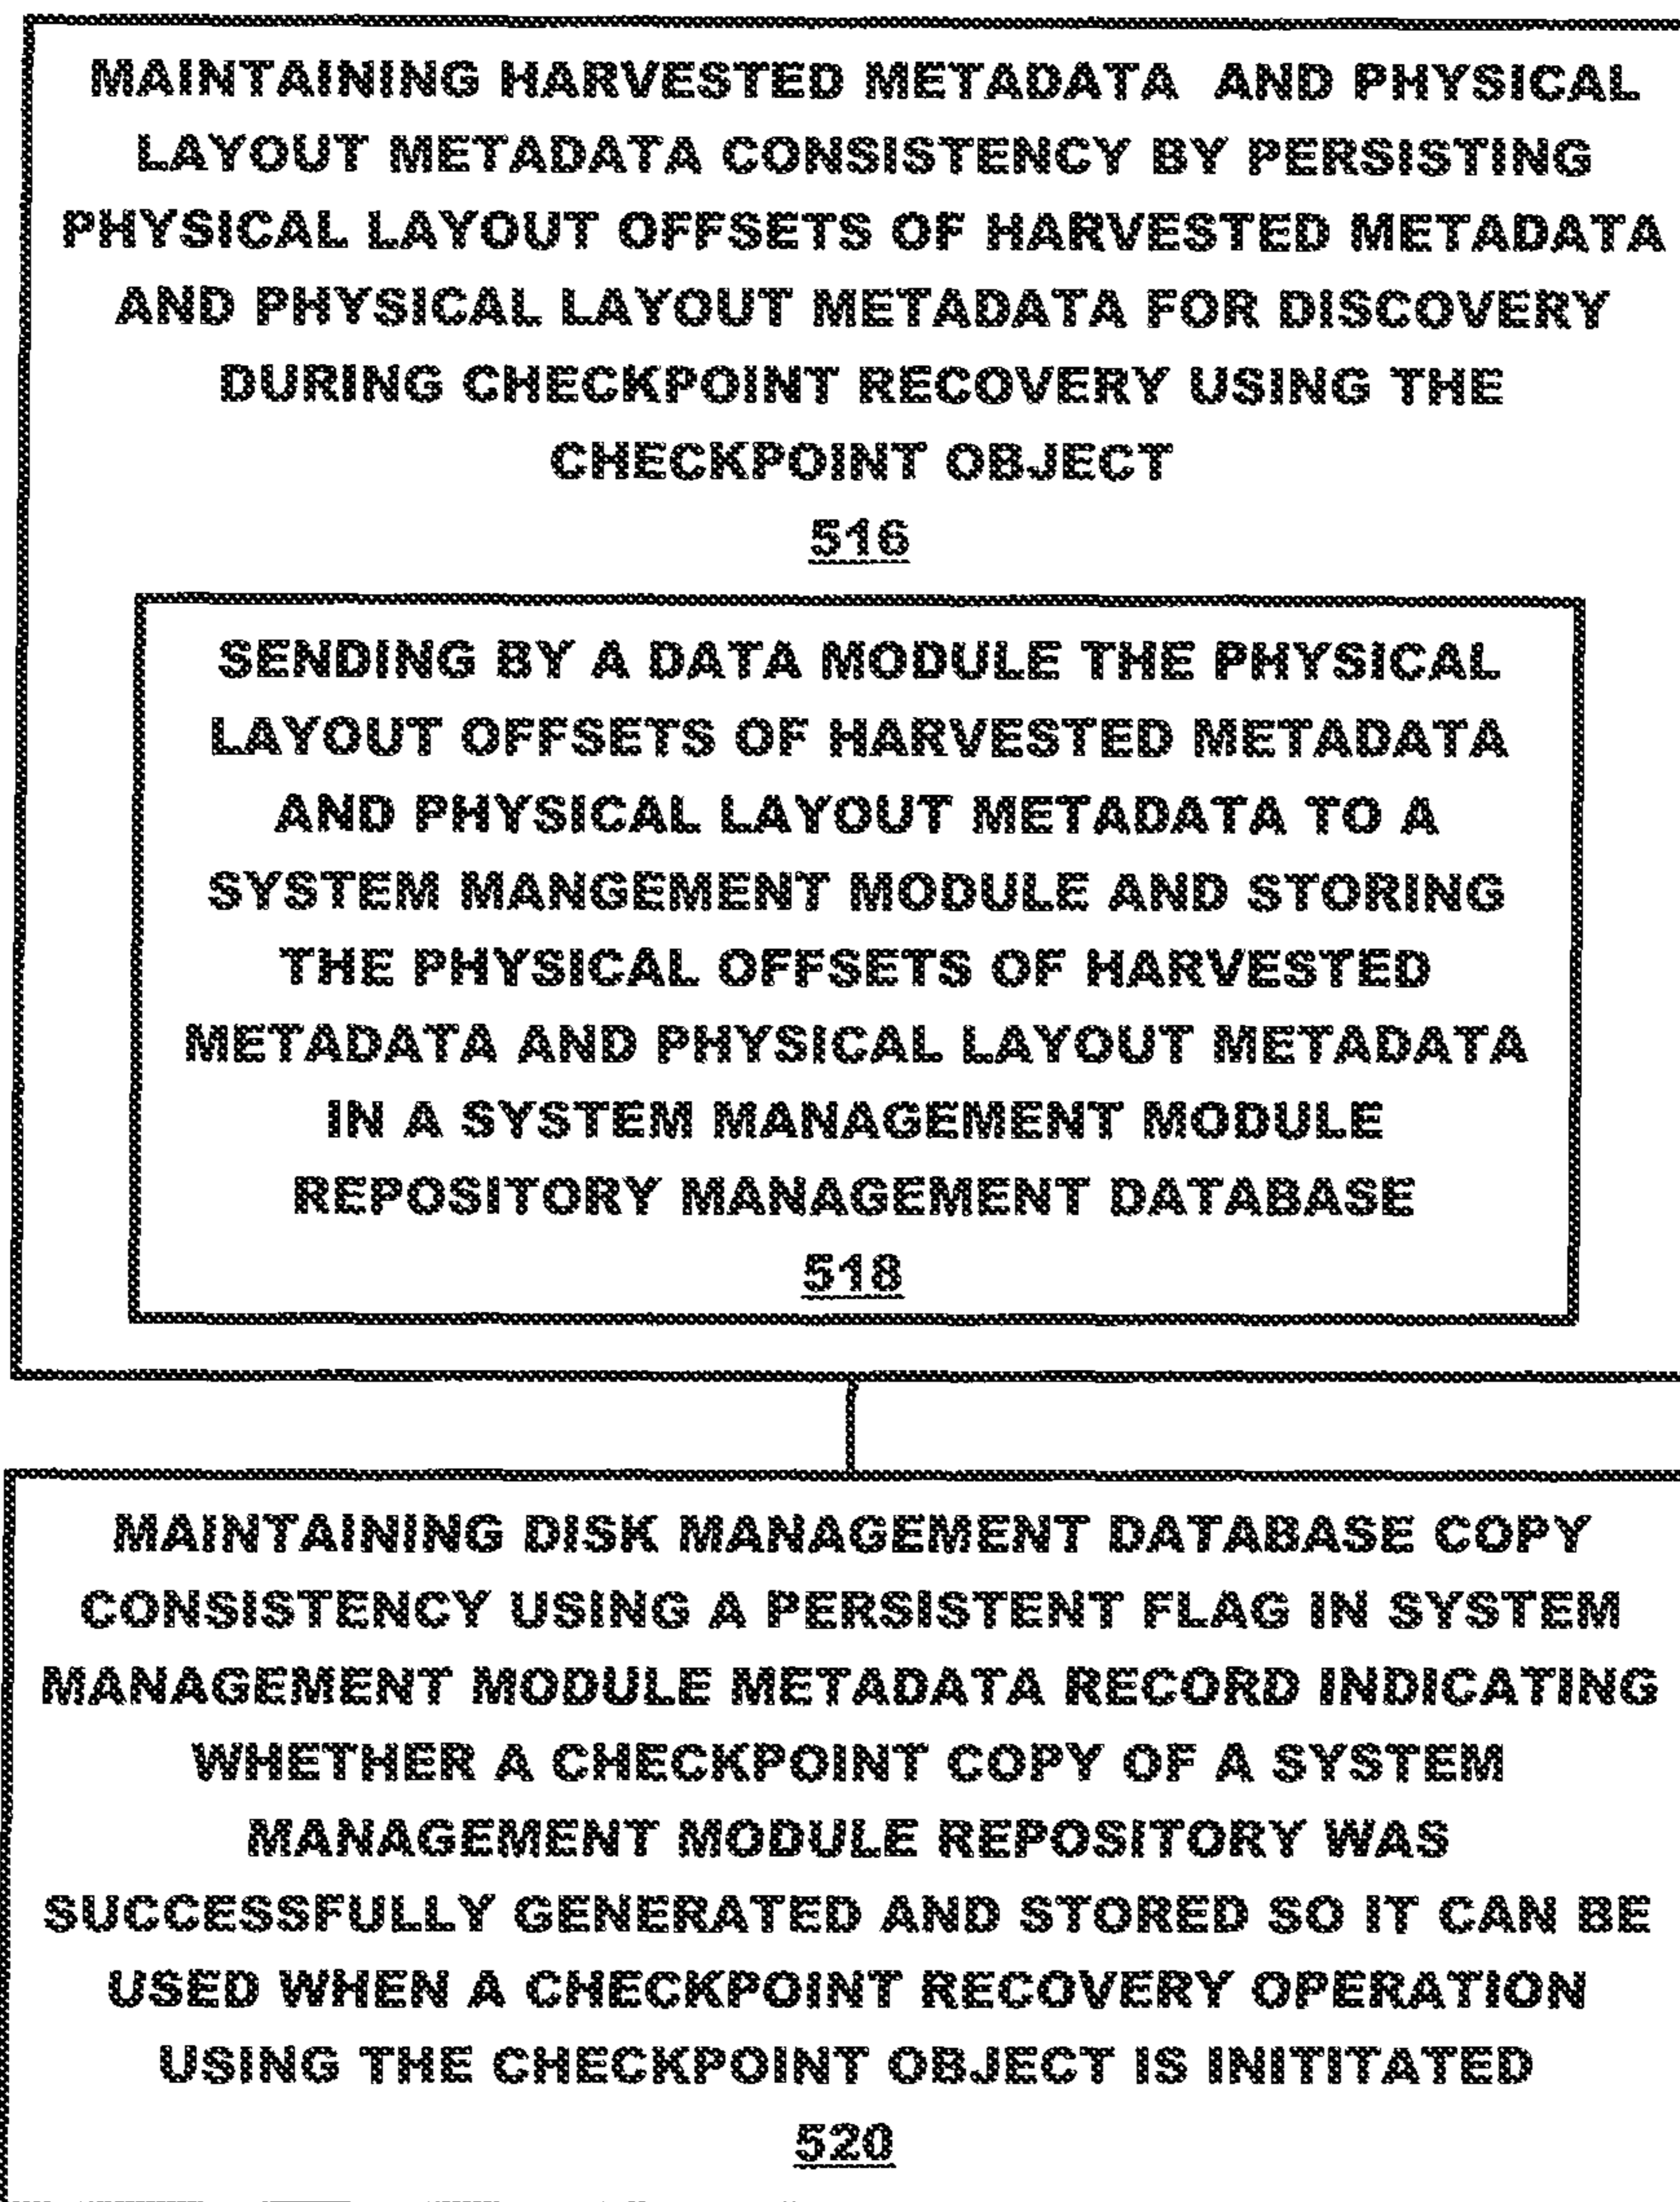 MAINTAINING HARVESTED METADATA AND PHYSICAL
LAYOUT METADATA CONSISTENCY BY PERSISTING
PHYSICAL LAYOUT OFFSETS OF HARVESTED METADATA
AND PHYSICAL LAYOUT METADATA FOR DISCOVERY
DURING CHECKPOINT RECOVERY USING THE
CHECKPOINT OBJECT
516
SENDING BY A DATA MODULE THE PHYSICAL
LAYOUT OFFSETS OF HARVESTED METADATA
AND PHYSICAL LAYOUT METADATA TO A
SYSTEM MANGEMENT MODULE AND STORING
THE PHYSICAL OFFSETS OF HARVESTED
METADATA AND PHYSICAL LAYOUT METADATA
IN A SYSTEM MANAGEMENT MODULE
REPOSITORY MANAGEMENT DATABASE
518
MAINTAINING DISK MANAGEMENT DATABASE COPY
CONSISTENCY USING A PERSISTENT FLAG IN SYSTEM
MANAGEMENT MODULE METADATA RECORD INDICATING
WHETHER A CHECKPOINT COPY OF A SYSTEM
MANAGEMENT MODULE REPOSITORY WAS
SUCCESSFULLY GENERATED AND STORED SO IT CAN BE
USED WHEN A CHECKPOINT RECOVERY OPERATION
USING THE CHECKPOINT OBJECT IS INITITATED
520